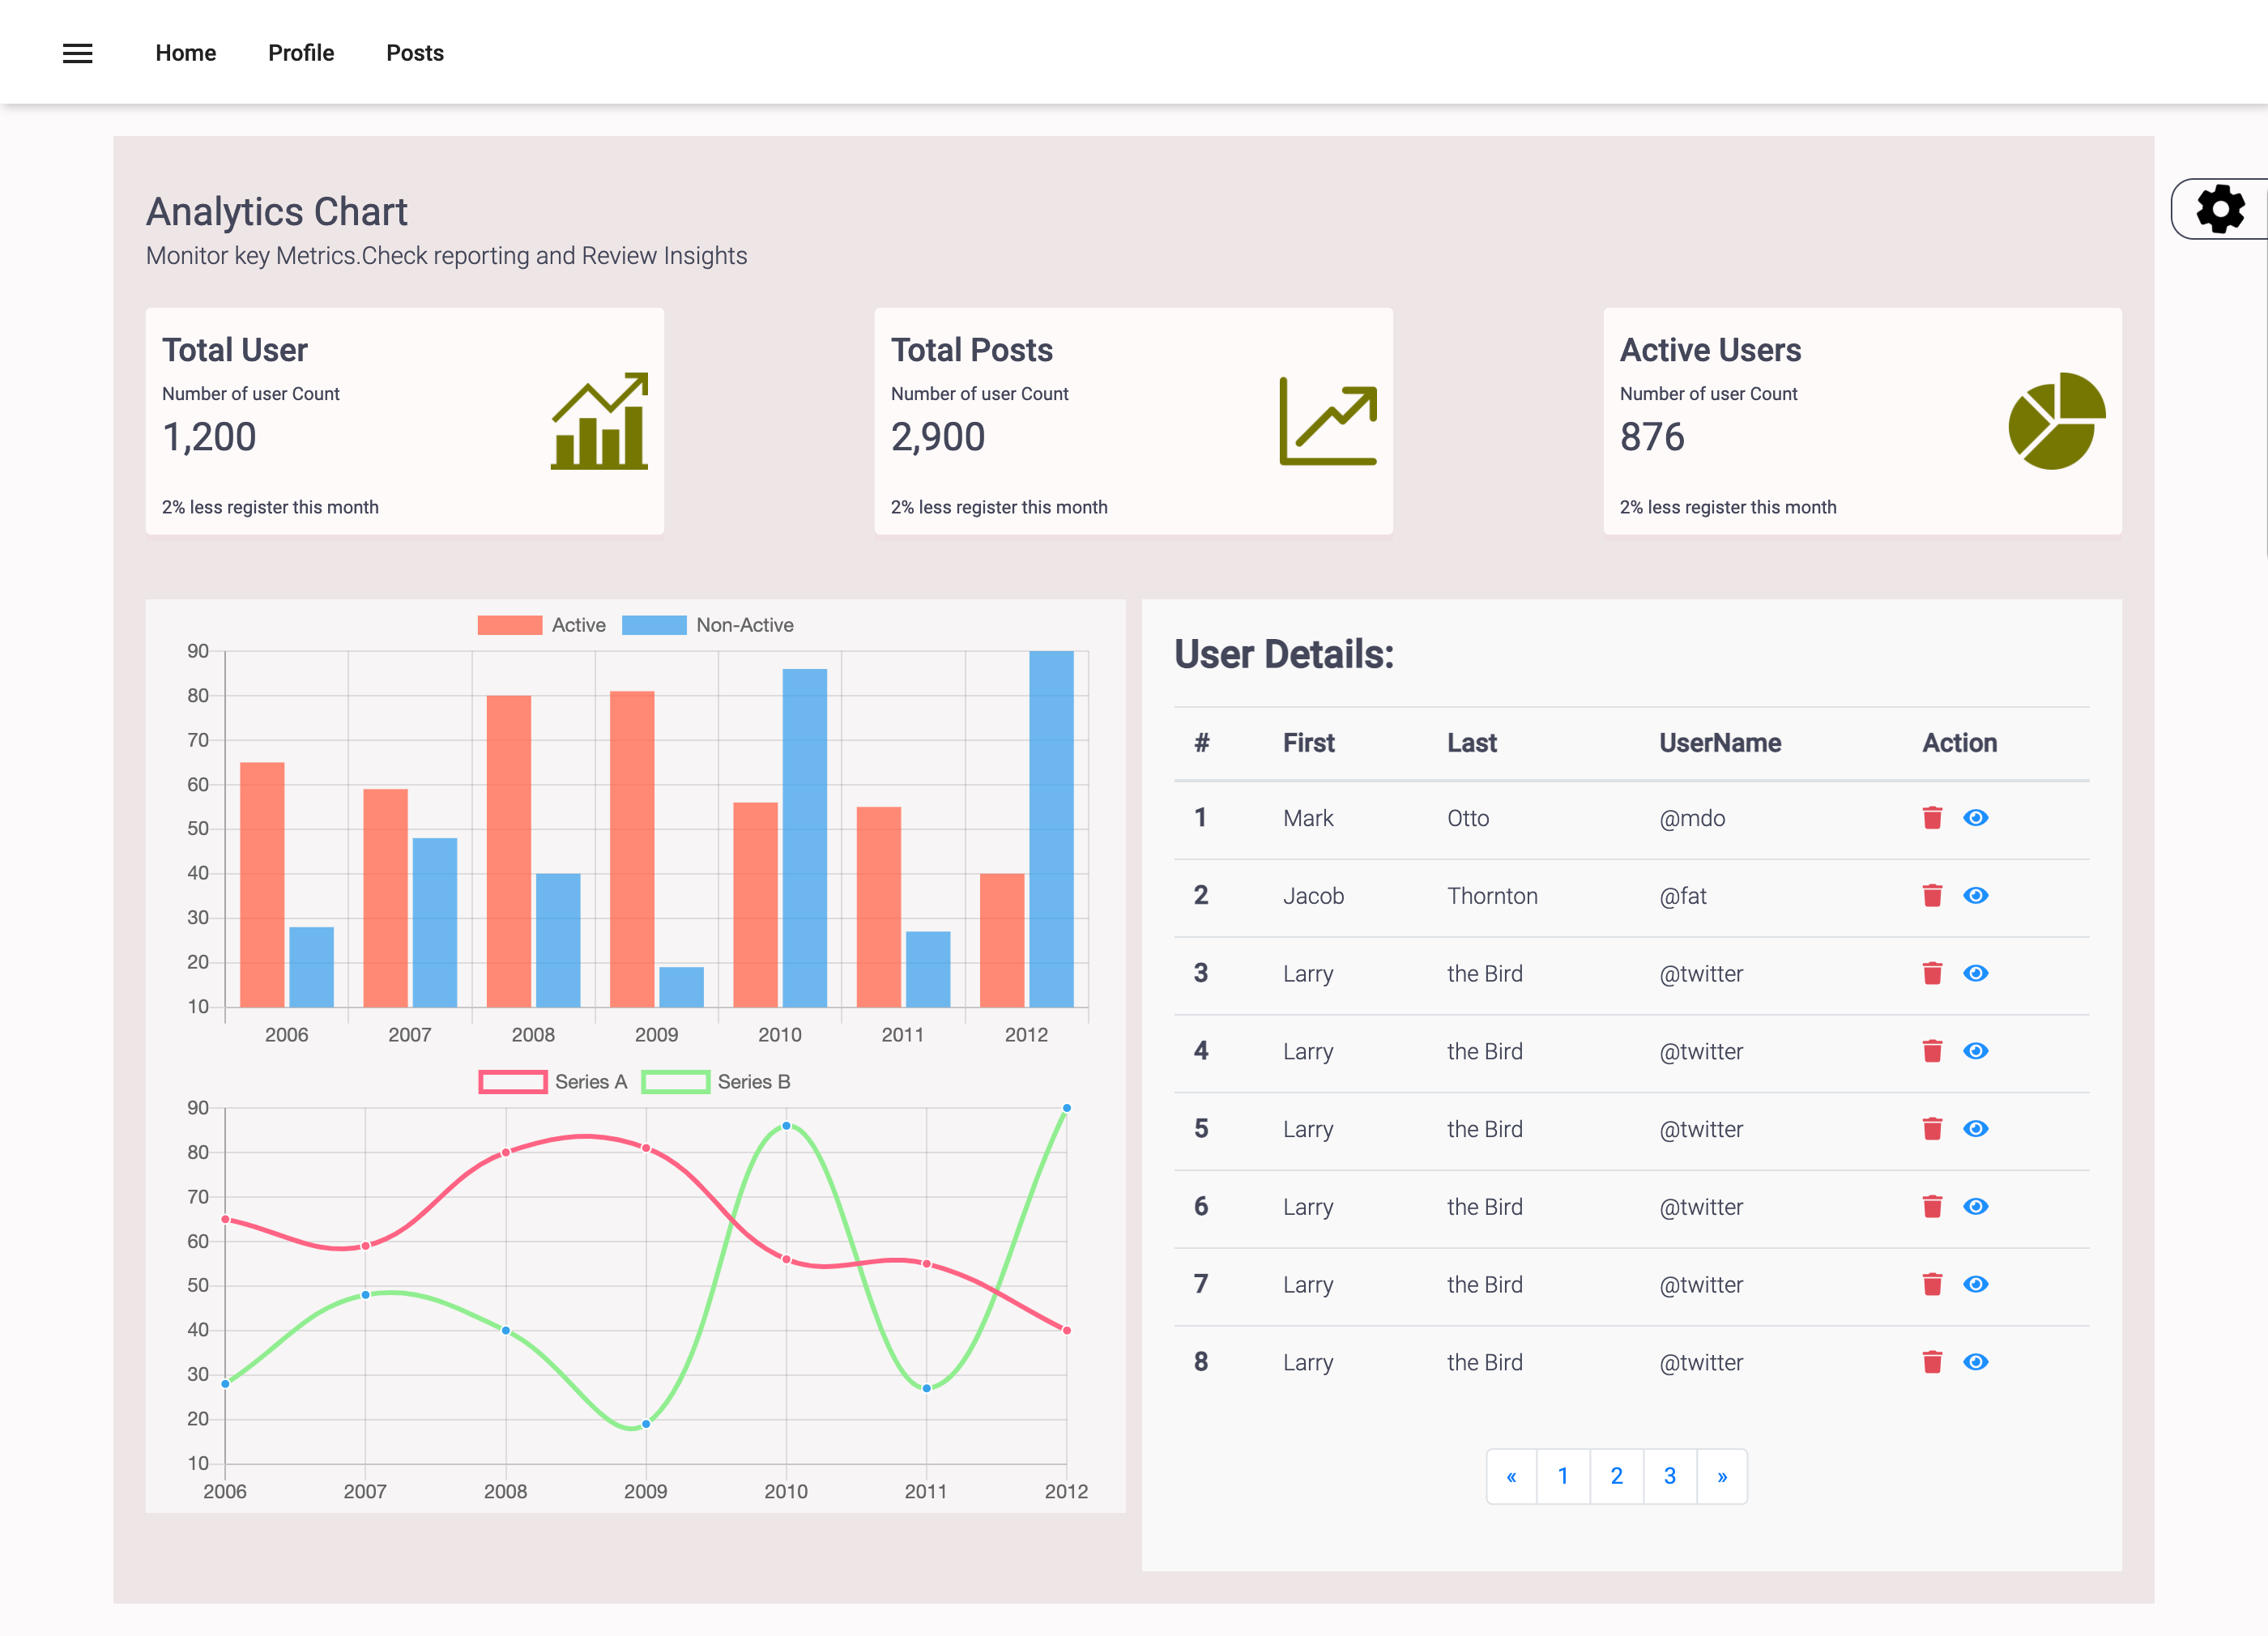 Home Profile Posts
Analytics Chart
Monitor key Metrics.Check reporting and Review Insights
Total User
Number of user Count
1,200
2% less register this month
Total Posts
Number of user Count
2,900
2% less register this month
Active Users
Number of user Count
876
2% less register this month
Active Non-Active
90
80
70
60
50
40
30
20
10
2006 2007 2008 2009 2010 2011 2012
Series A Series B
90
80
70
60
50
40
30
20
10
2006 2007 2008 2009 2010 2011 2012
User Details:
# First Last UserName Action
1 Mark Otto @mdo
2 Jacob Thornton @fat
3 Larry the Bird @twitter
4 Larry the Bird @twitter
5 Larry the Bird @twitter
6 Larry the Bird @twitter
7 Larry the Bird @twitter
8 Larry the Bird @twitter
« 1 2 3 »